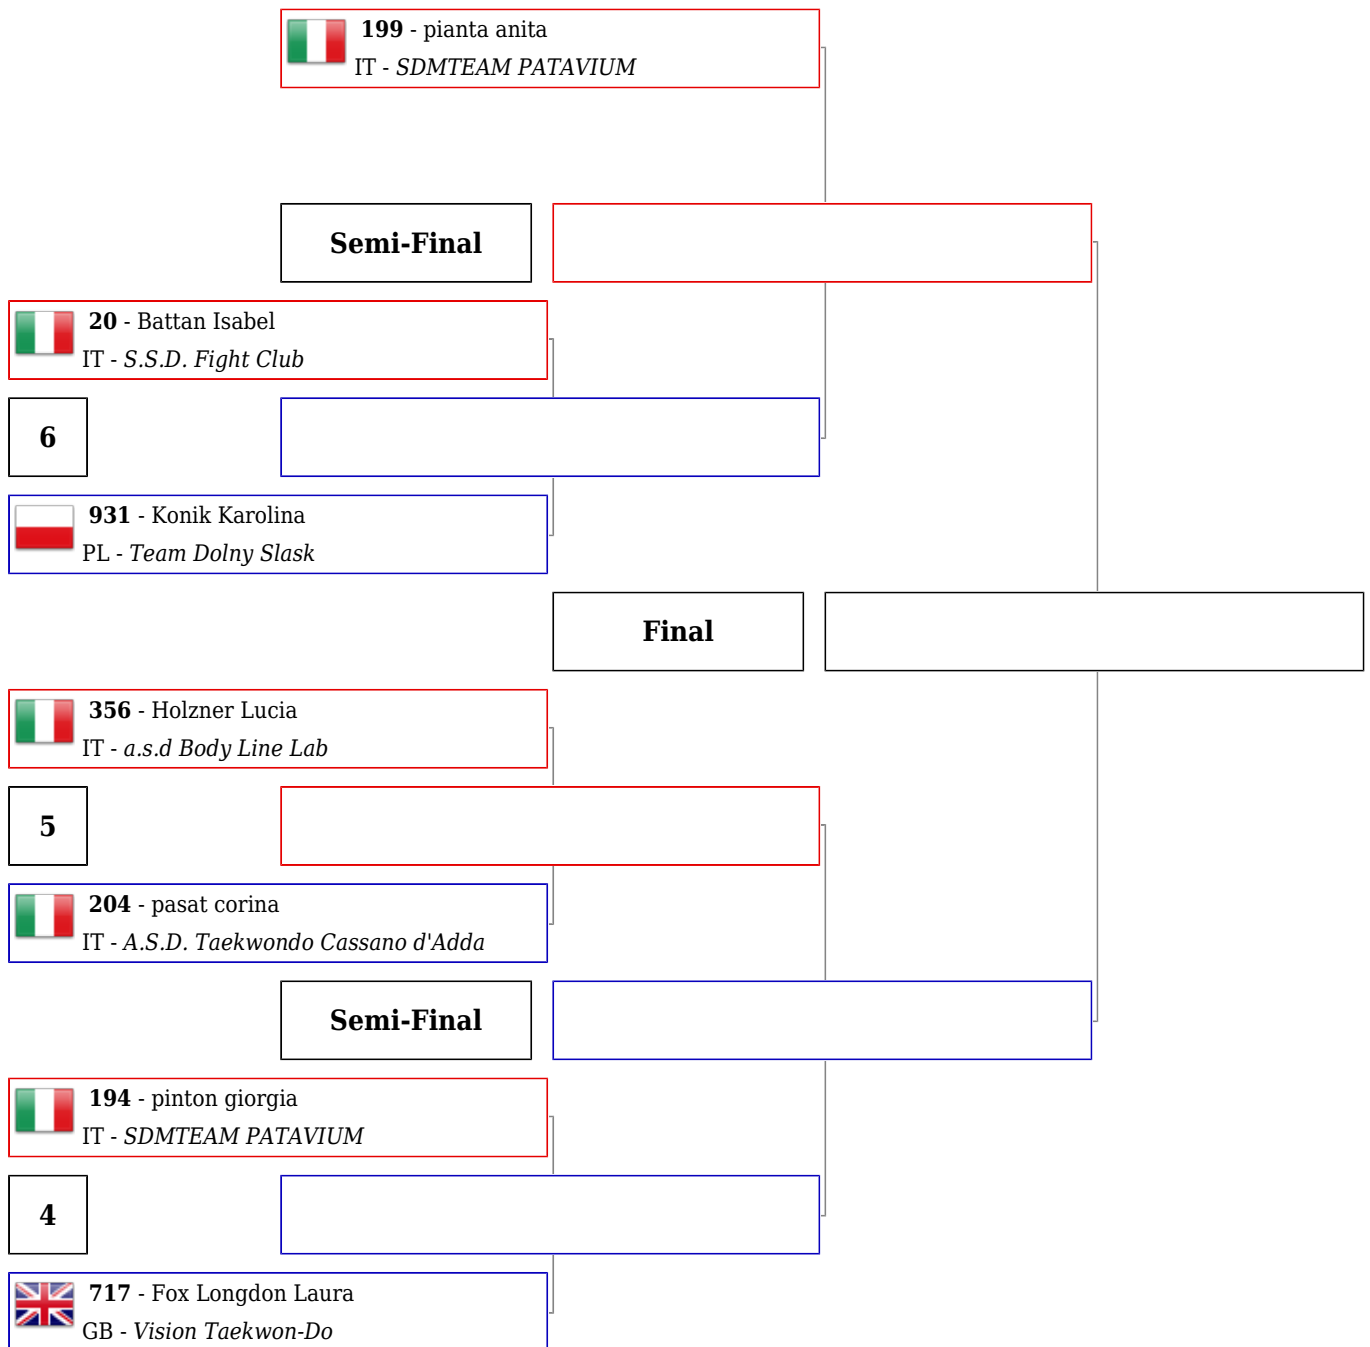 199 - pianta anita
IT - SDMTEAM PATAVIUM
Semi-Final
20 - Battan Isabel
IT - S.S.D. Fight Club
6
931 - Konik Karolina
PL - Team Dolny Slask
Final
356 - Holzner Lucia
IT - a.s.d Body Line Lab
5
204 - pasat corina
IT - A.S.D. Taekwondo Cassano d'Adda
Semi-Final
194 - pinton giorgia
IT - SDMTEAM PATAVIUM
4
717 - Fox Longdon Laura
GB - Vision Taekwon-Do